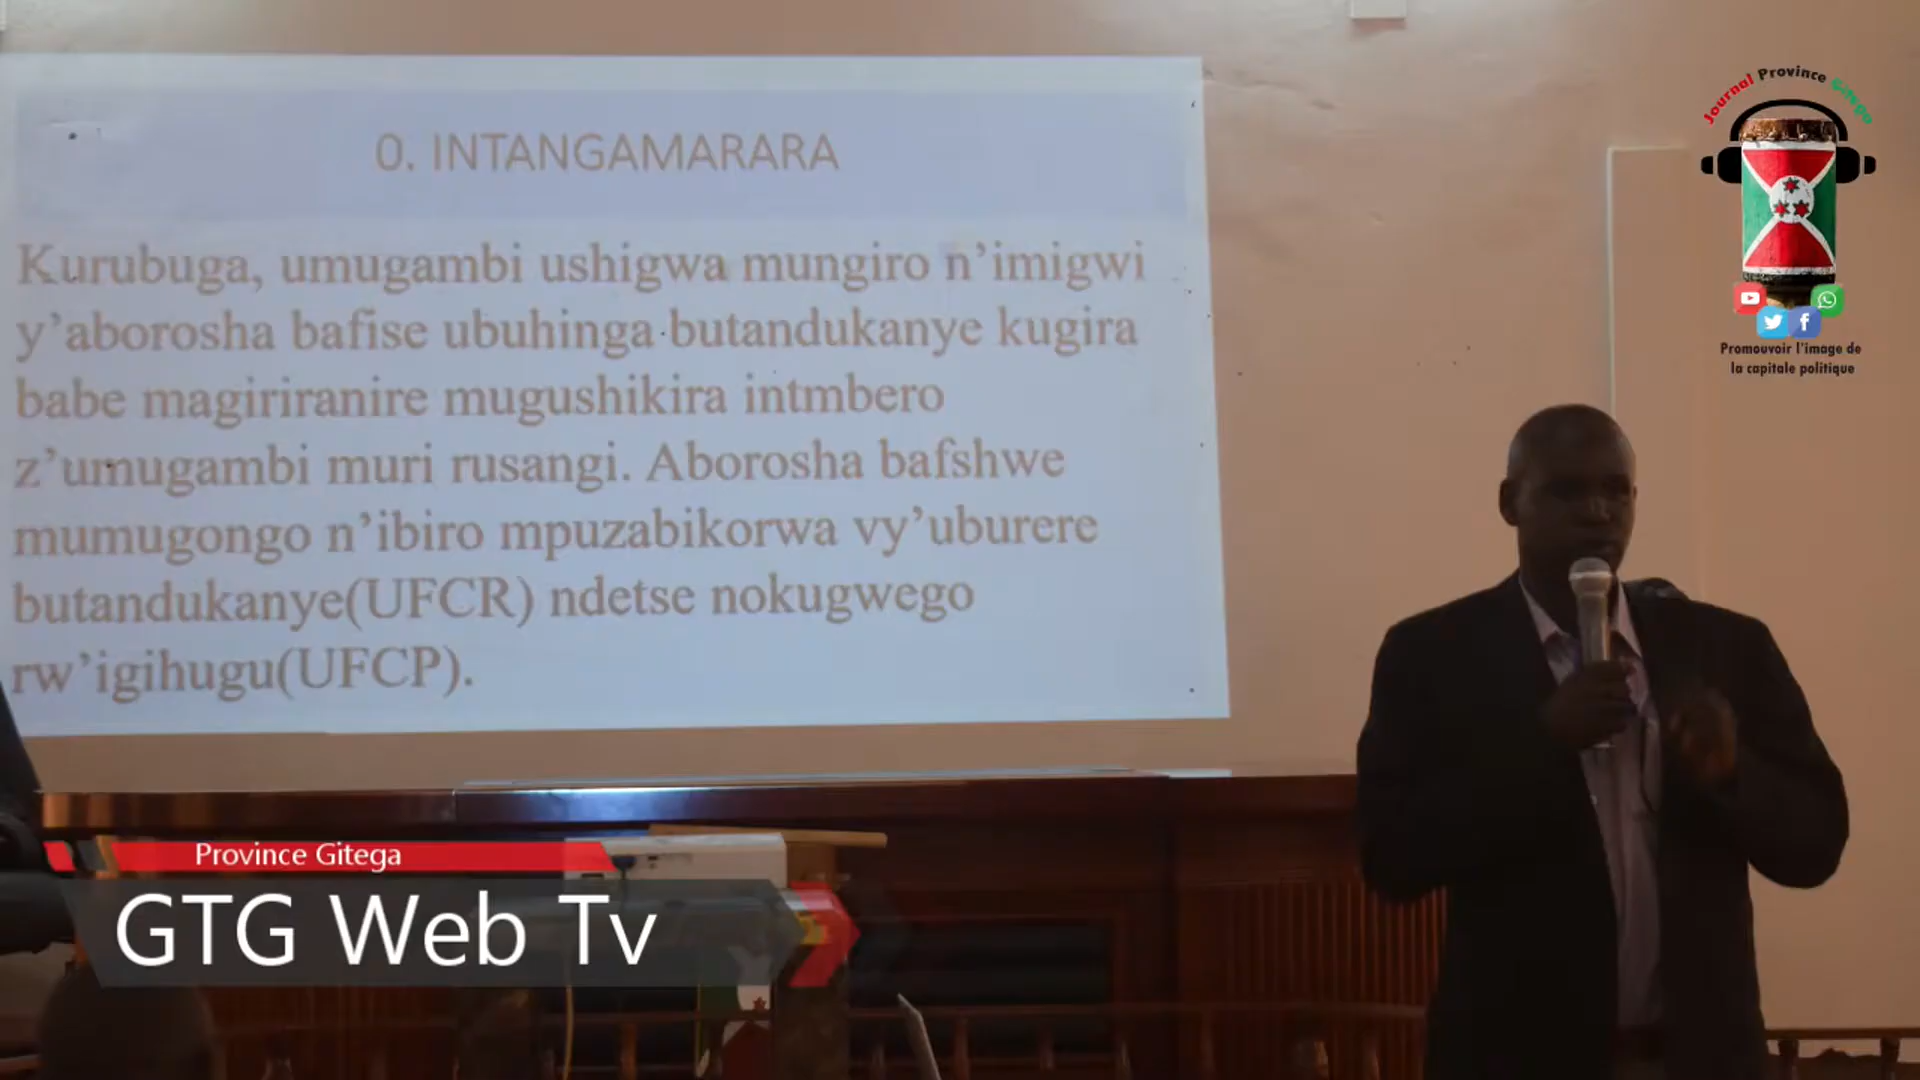 0. INTANGAMARARA
Kurubuga, umugambi ushigwa mungiro n’imigwi
y’aborosha bafise ubuhinga butandukanye kugira
babe magiriranire mugushikira intmbero
z’umugambi muri rusangi. Aborosha bafshwe
mumugongo n’ibiro mpuzabikorwa vy’uburere
butandukanye(UFCR) ndetse nokugwego
rw’igihugu(UFCP).
Journal Province Gitega
Promouvoir l’image de
la capitale politique
Province Gitega
GTG Web Tv